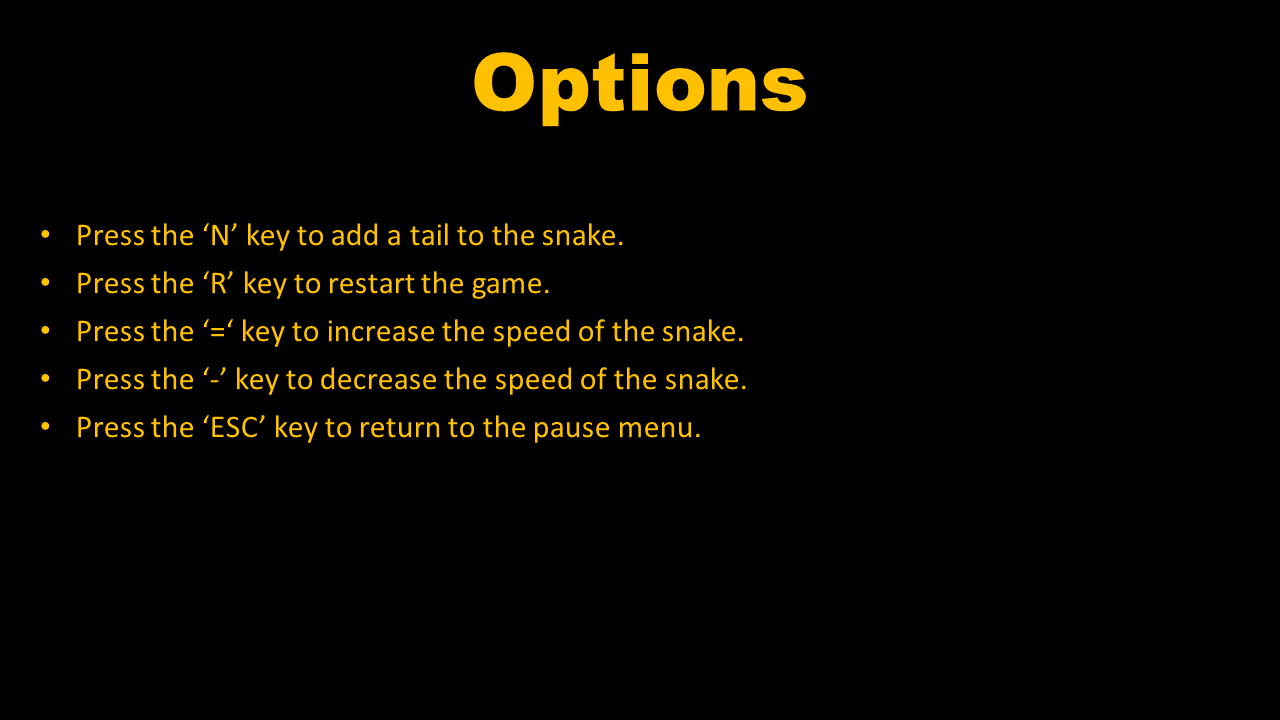 Options
• Press the ‘N’ key to add a tail to the snake.
• Press the ‘R’ key to restart the game.
• Press the ‘=‘ key to increase the speed of the snake.
• Press the ‘-’ key to decrease the speed of the snake.
• Press the ‘ESC’ key to return to the pause menu.